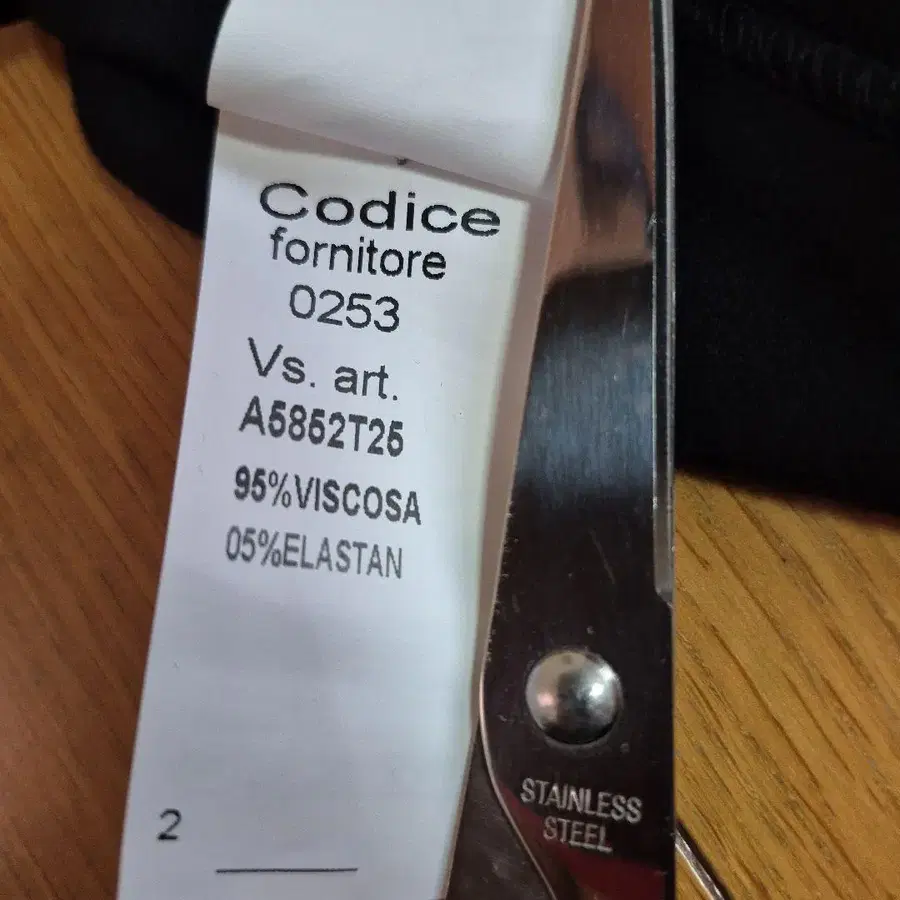 Codice
fornitore
0253
Vs. art.
A5852T25
95%VISCOSA
05%ELASTAN
2
STAINLESS
STEEL